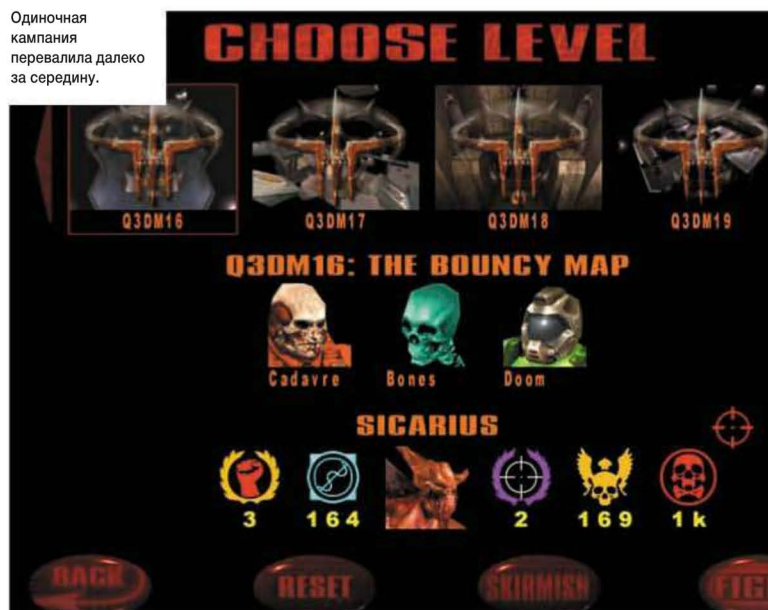 Одиночная
кампания
перевалила далеко
за середину.
CHOOSE LEVEL
Q3DM16 Q3DM17 Q3DM18 Q3DM19
Q3DM16: THE BOUNCY MAP
Cadavre Bones Doom
SICARIUS
3 164 2 169 1k
BACK RESET SKIRMISH FIG